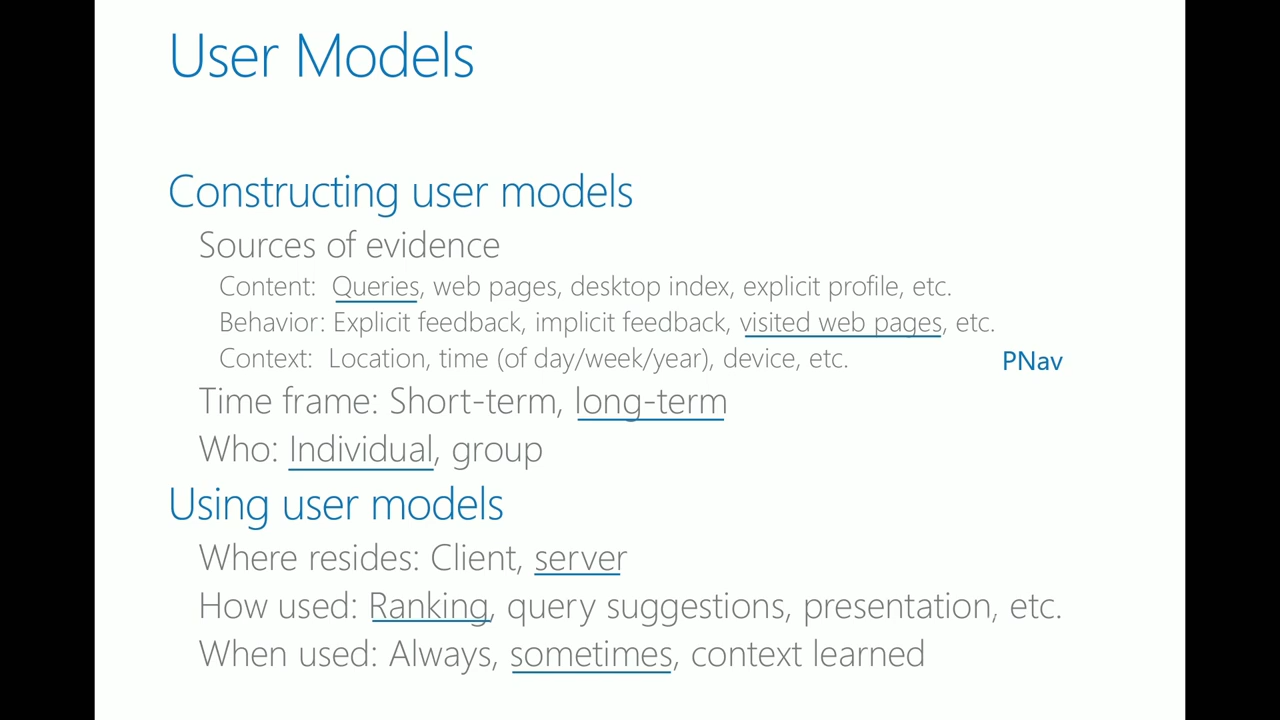 User Models
Constructing user models
Sources of evidence
Content: Queries, web pages, desktop index, explicit profile, etc.
Behavior: Explicit feedback, implicit feedback, visited web pages, etc.
Context: Location, time (of day/week/year), device, etc.
PNav
Time frame: Short-term, long-term
Who: Individual, group
Using user models
Where resides: Client, server
How used: Ranking, query suggestions, presentation, etc.
When used: Always, sometimes, context learned